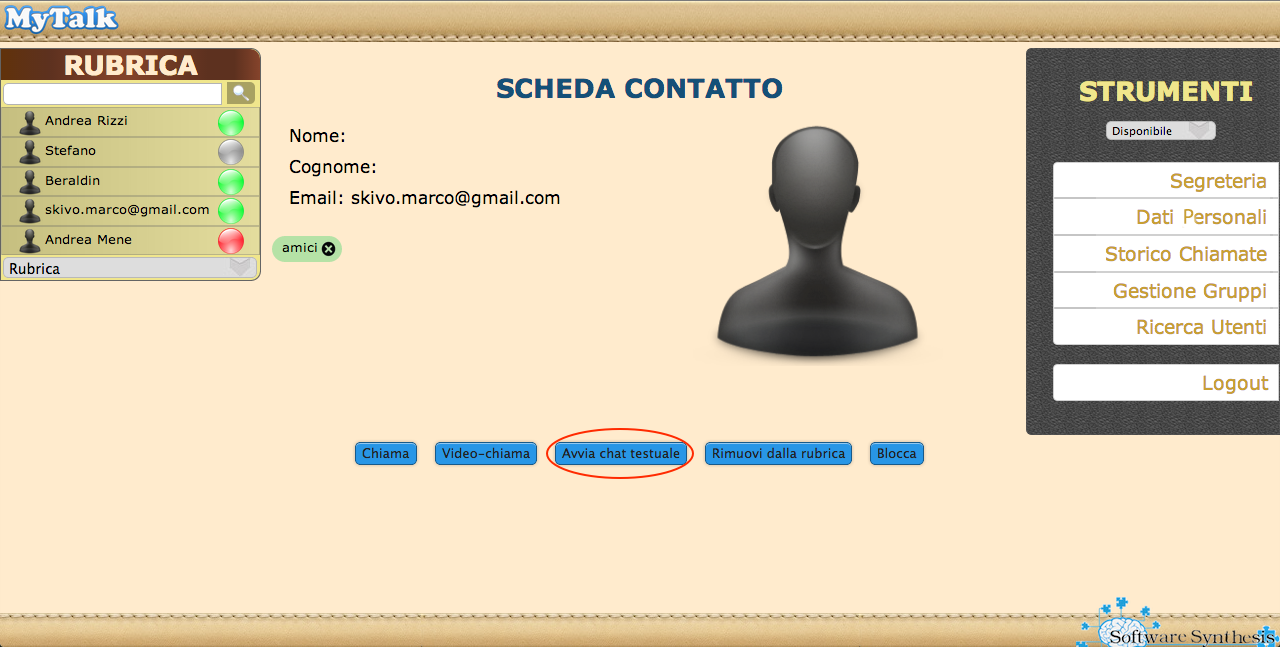 MyTalk
RUBRICA
Andrea Rizzi
Stefano
Beraldin
skivo.marco@gmail.com
Andrea Mene
Rubrica
SCHEDA CONTATTO
Nome:
Cognome:
Email: skivo.marco@gmail.com
amici
Chiama
Video-chiama
Avvia chat testuale
Rimuovi dalla rubrica
Blocca
STRUMENTI
Disponibile
Segreteria
Dati Personali
Storico Chiamate
Gestione Gruppi
Ricerca Utenti
Logout
Software Synthesis